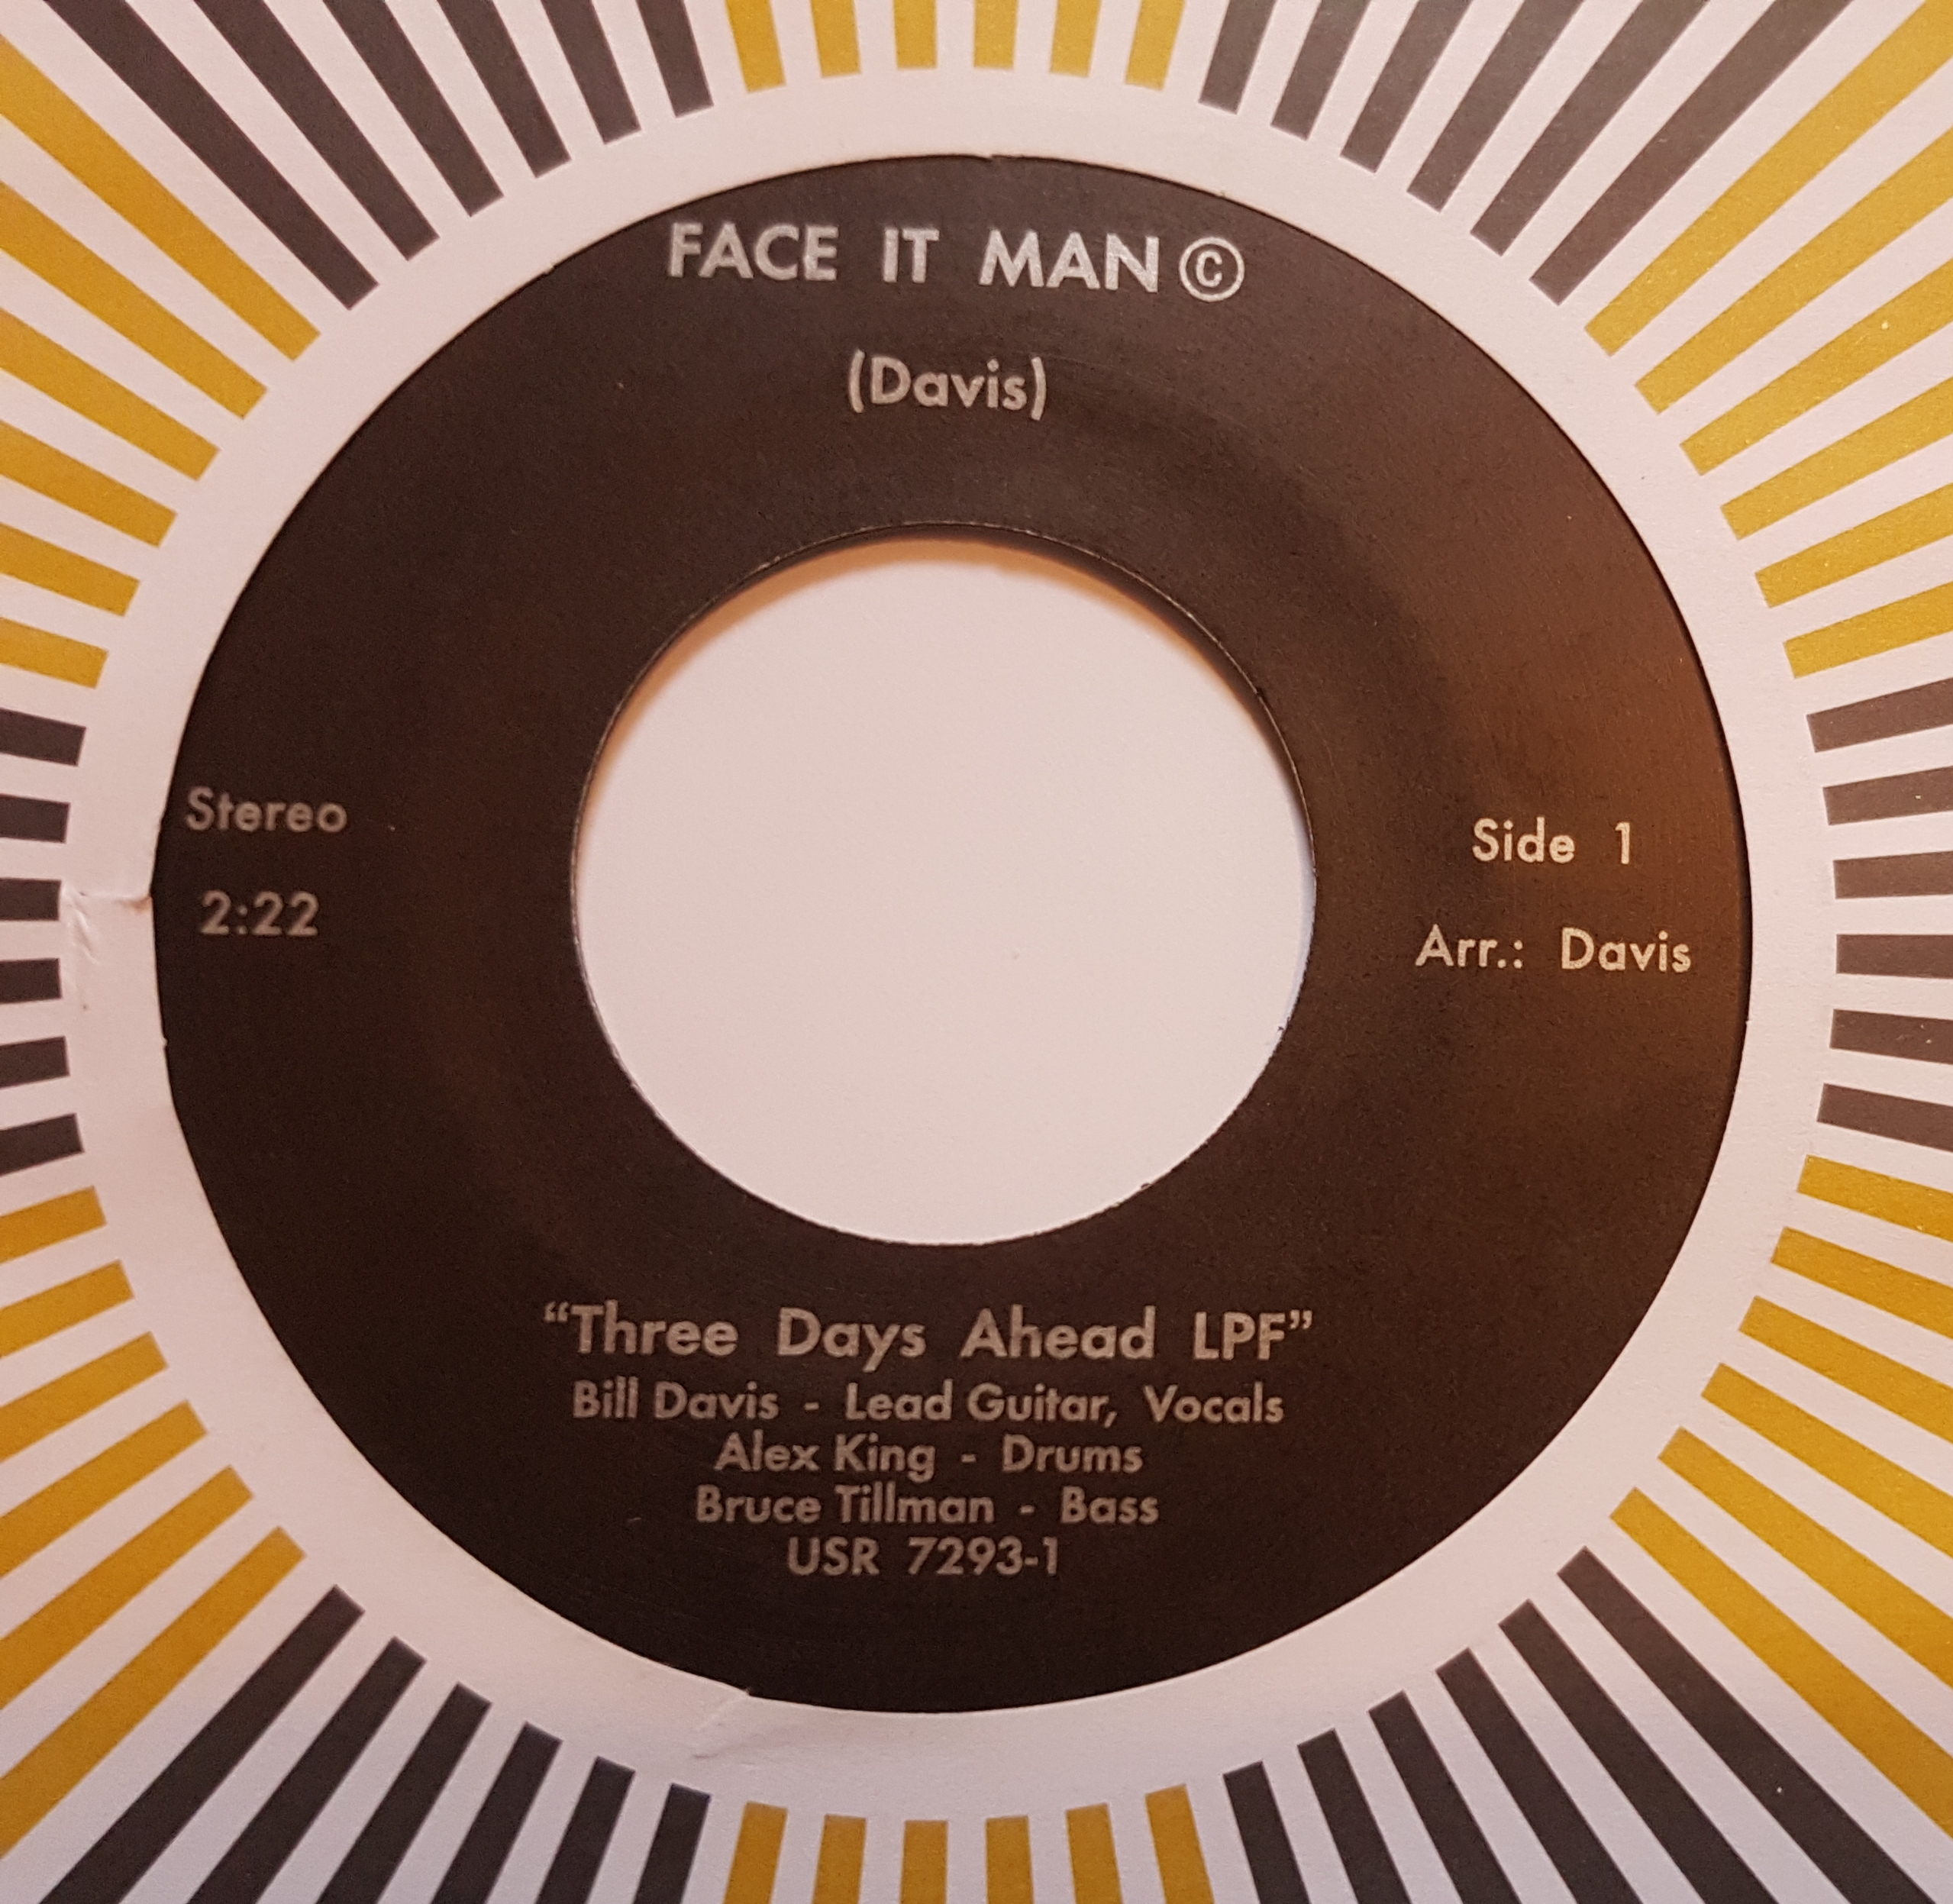 FACE IT MAN ©
(Davis)
Stereo
2:22
Side 1
Arr.: Davis
“Three Days Ahead LPF”
Bill Davis - Lead Guitar, Vocals
Alex King - Drums
Bruce Tillman - Bass
USR 7293-1